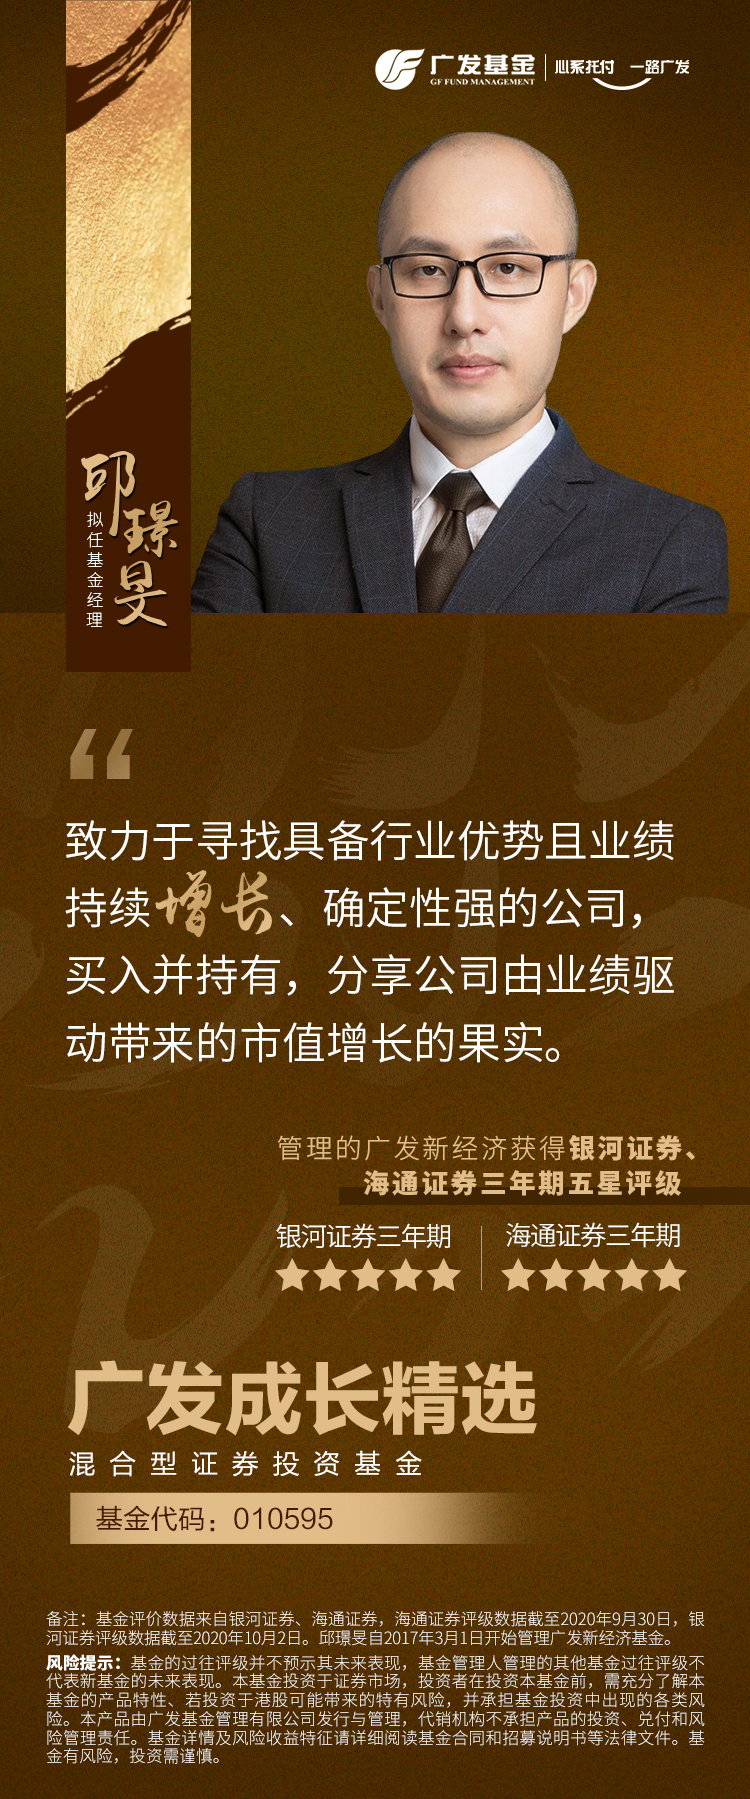 广发基金
GF FUND MANAGEMENT
心系托付 一路广发
邱璟旻
拟任基金经理
“
致力于寻找具备行业优势且业绩
持续增长、确定性强的公司，
买入并持有，分享公司由业绩驱
动带来的市值增长的果实。
管理的广发新经济获得银河证券、
海通证券三年期五星评级
银河证券三年期
海通证券三年期
广发成长精选
混合型证券投资基金
基金代码：010595
备注：基金评价数据来自银河证券、海通证券，海通证券评级数据截至2020年9月30日，银
河证券评级数据截至2020年10月2日。邱璟旻自2017年3月1日开始管理广发新经济基金。
风险提示：基金的过往评级并不预示其未来表现，基金管理人管理的其他基金过往评级不
代表新基金的未来表现。本基金投资于证券市场，投资者在投资本基金前，需充分了解本
基金的产品特性、若投资于港股可能带来的特有风险，并承担基金投资中出现的各类风
险。本产品由广发基金管理有限公司发行与管理，代销机构不承担产品的投资、兑付和风
险管理责任。基金详情及风险收益特征请详细阅读基金合同和招募说明书等法律文件。基
金有风险，投资需谨慎。